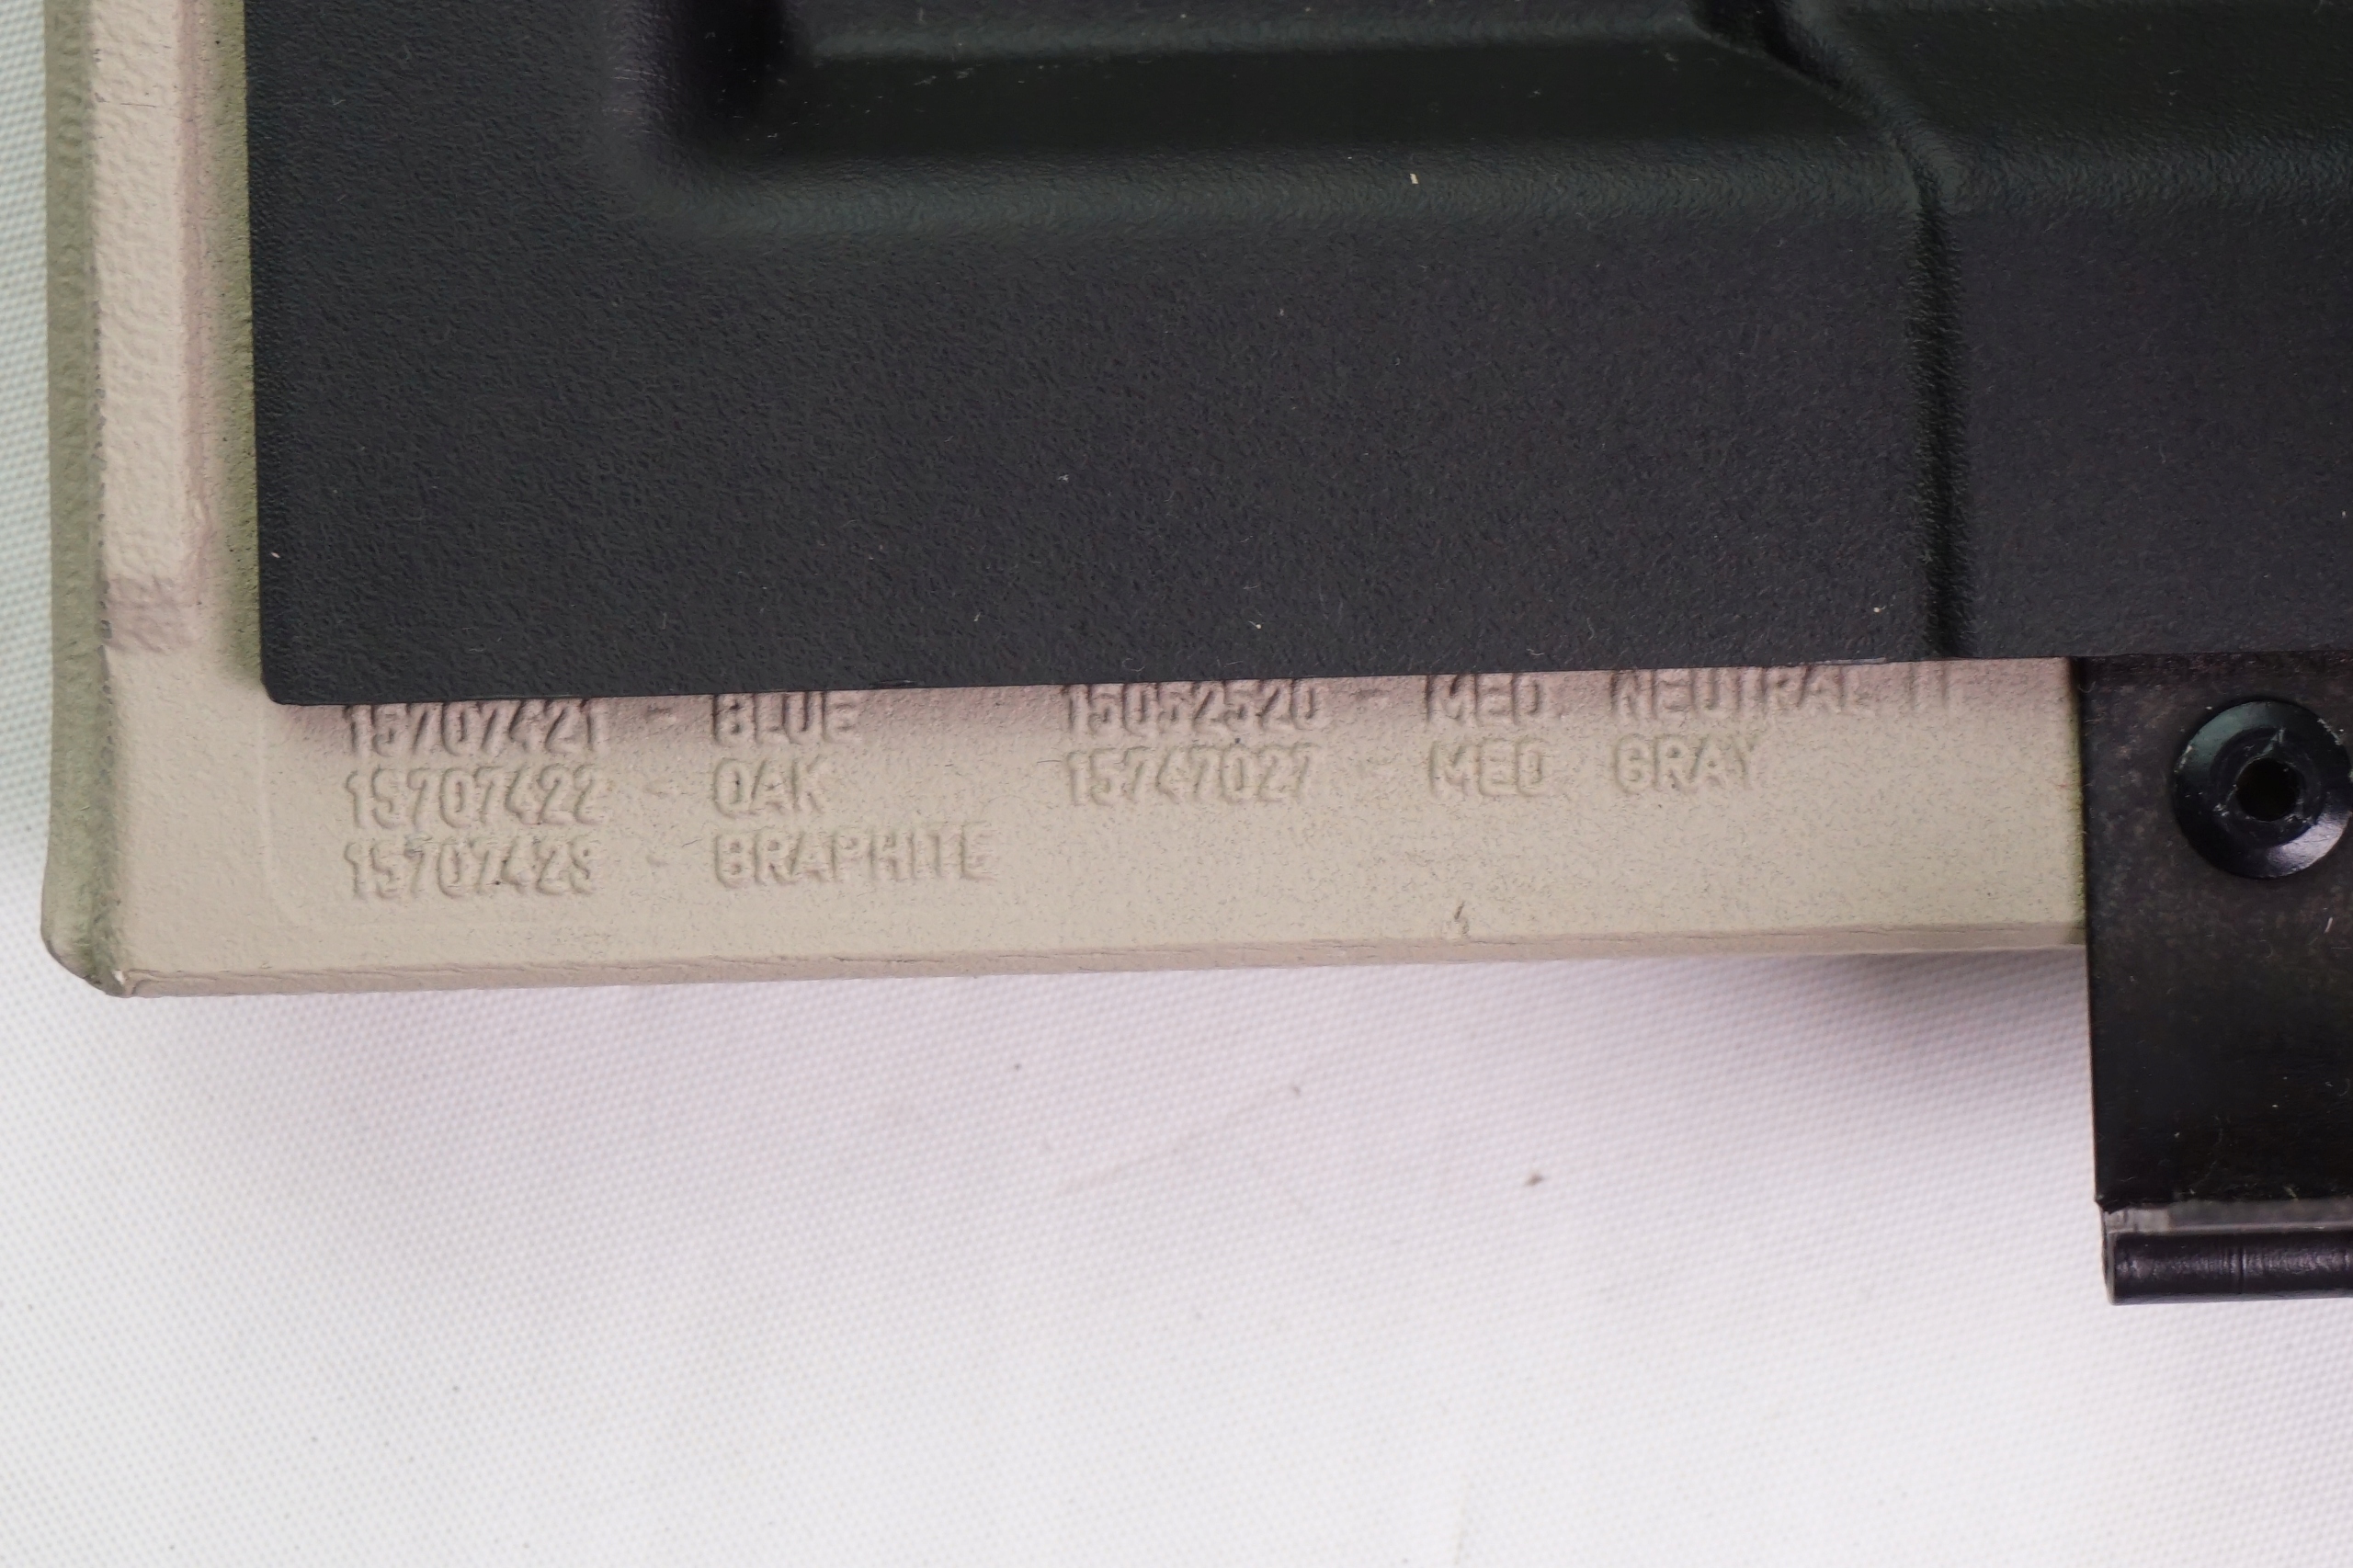 15707421 - BLUE 15052520 - MED. NEUTRAL II
15707422 - OAK 15747027 - MED. GRAY
15707423 - GRAPHITE